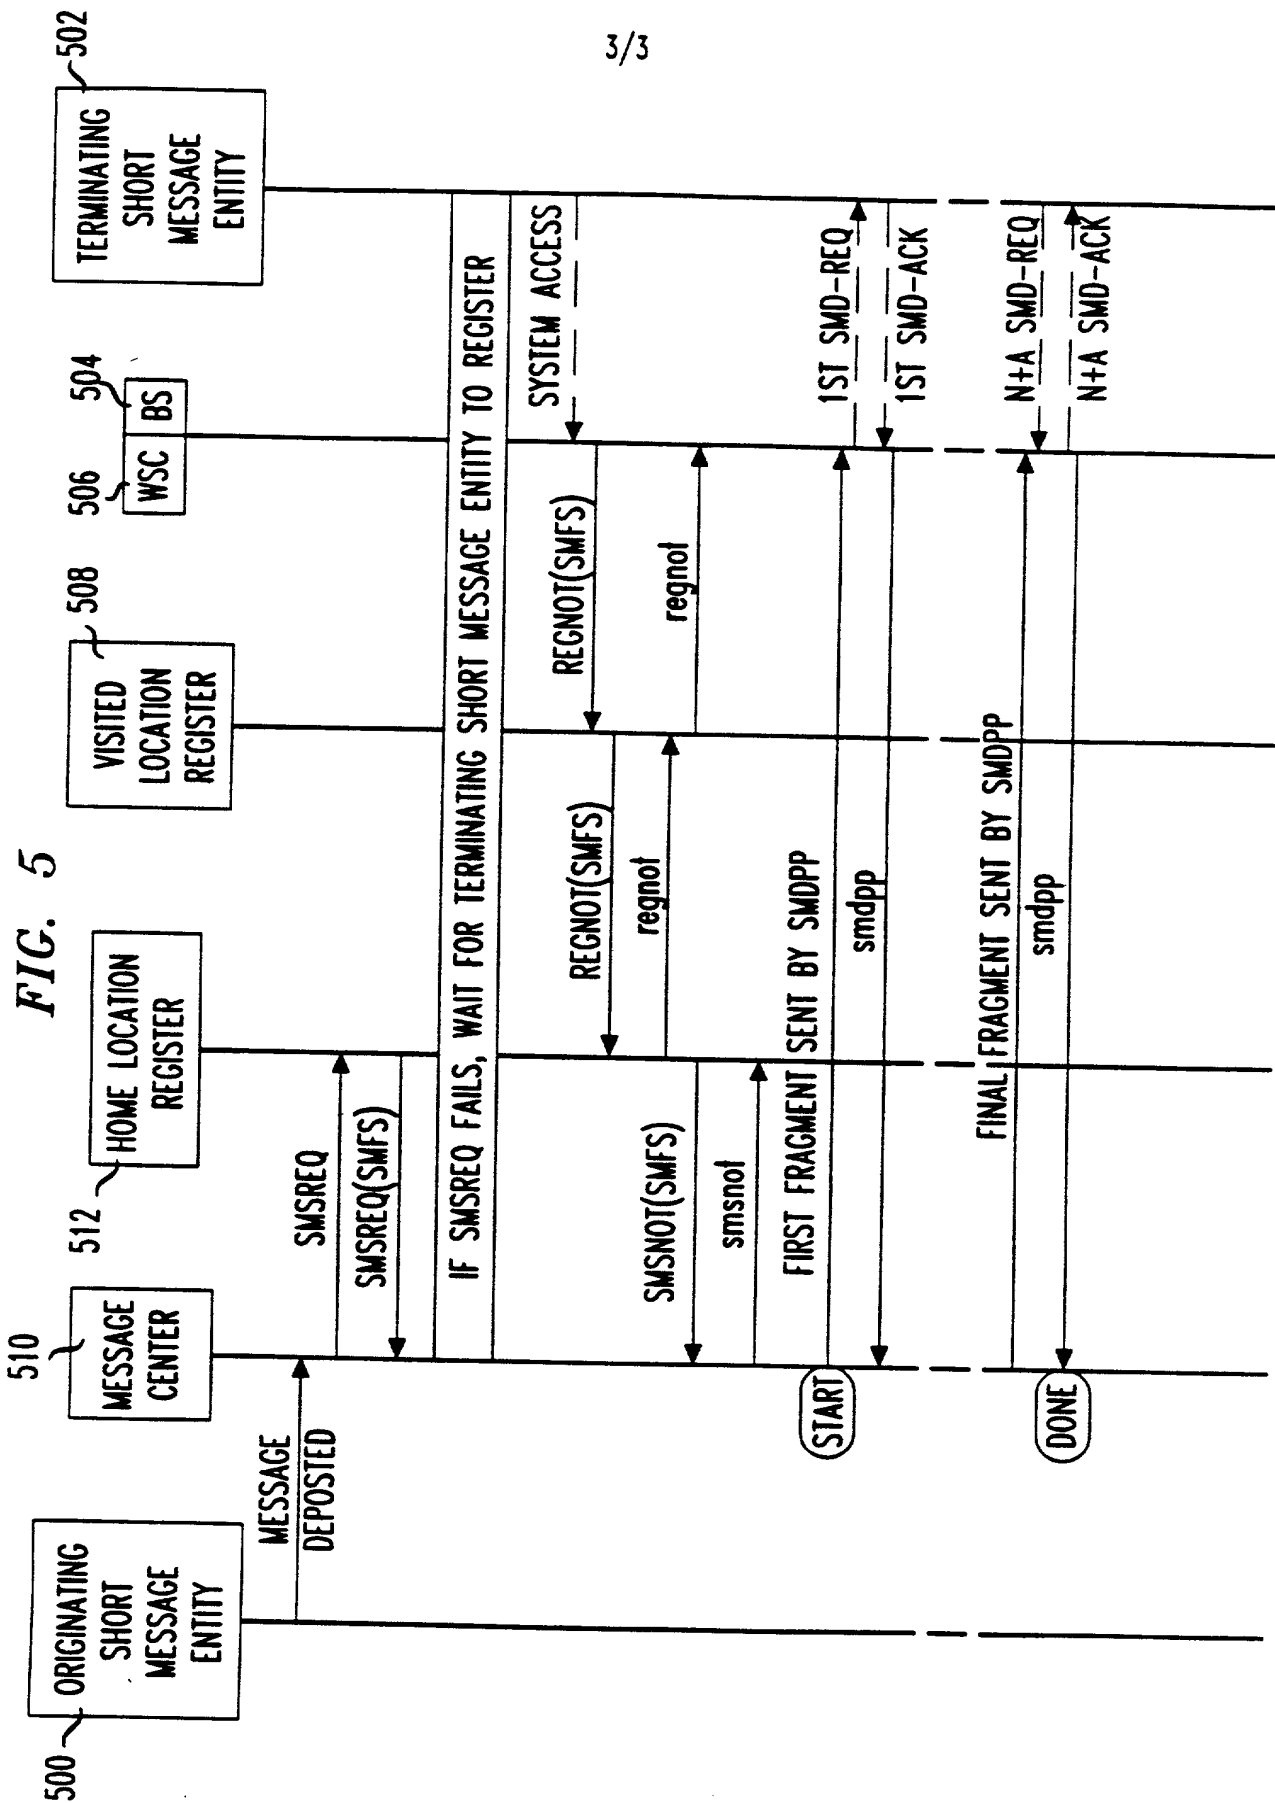 3/3
FIG. 5
500
ORIGINATING
SHORT
MESSAGE
ENTITY
510
MESSAGE
CENTER
512
HOME LOCATION
REGISTER
508
VISITED
LOCATION
REGISTER
506
504
WSC
BS
502
TERMINATING
SHORT
MESSAGE
ENTITY
MESSAGE
DEPOSTED
SMSREQ
SMSREQ(SMFS)
IF SMSREQ FAILS, WAIT FOR TERMINATING SHORT MESSAGE ENTITY TO REGISTER
SYSTEM ACCESS
REGNOT(SMFS)
REGNOT(SMFS)
regnot
regnot
SMSNOT(SMFS)
smsnot
FIRST FRAGMENT SENT BY SMDPP
START
1ST SMD-REQ
smdpp
1ST SMD-ACK
FINAL FRAGMENT SENT BY SMDPP
N+A SMD-REQ
smdpp
DONE
N+A SMD-ACK